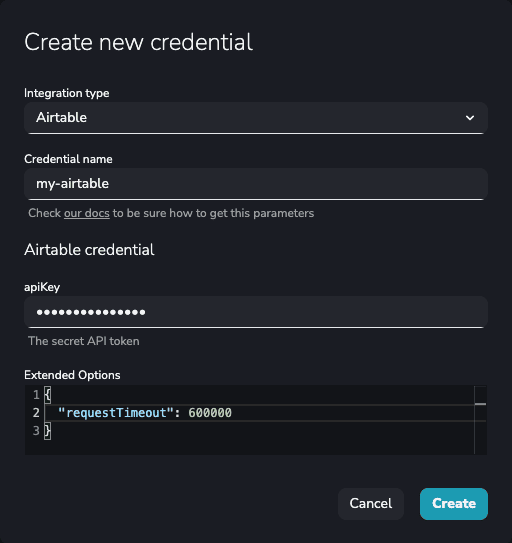 Create new credential
Integration type
Airtable
Credential name
my-airtable
Check our docs to be sure how to get this parameters
Airtable credential
apiKey
•••••••••••••••
The secret API token
Extended Options
1 {
2 "requestTimeout": 600000
3 }
Cancel
Create